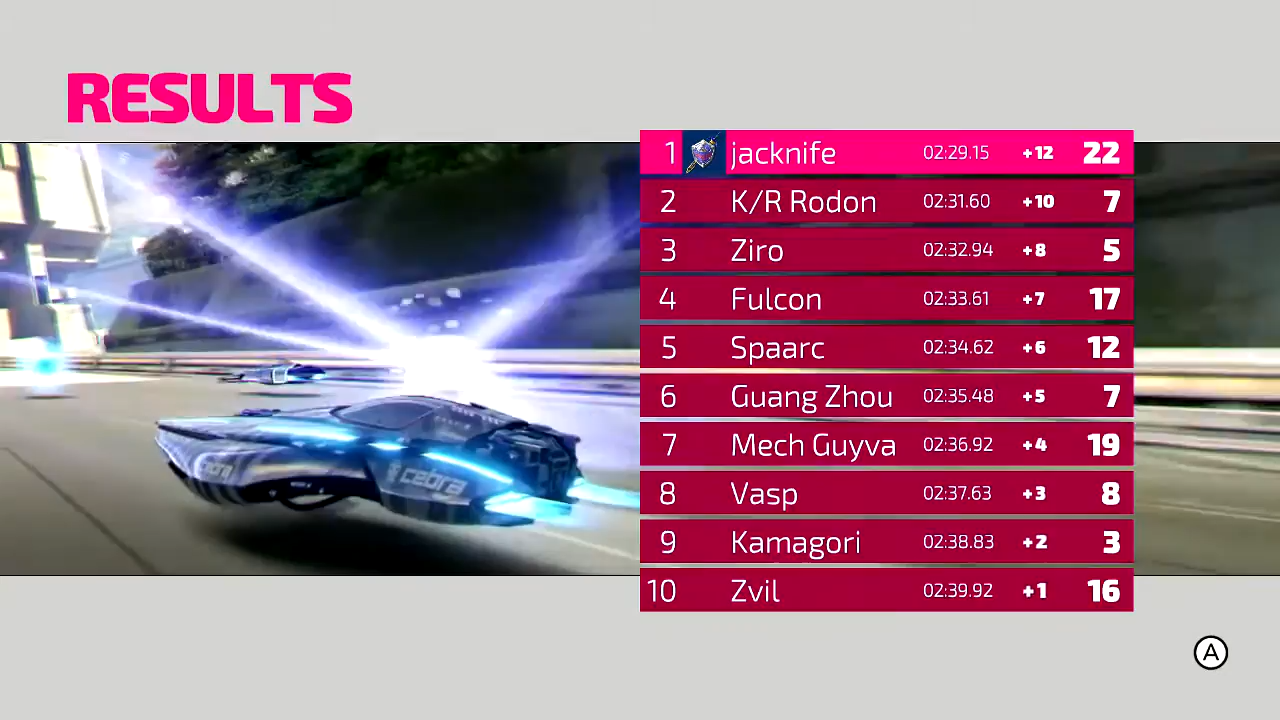 RESULTS
1 jacknife 02:29.15 +12 22
2 K/R Rodon 02:31.60 +10 7
3 Ziro 02:32.94 +8 5
4 Fulcon 02:33.61 +7 17
5 Spaarc 02:34.62 +6 12
6 Guang Zhou 02:35.48 +5 7
7 Mech Guyva 02:36.92 +4 19
8 Vasp 02:37.63 +3 8
9 Kamagori 02:38.83 +2 3
10 Zvil 02:39.92 +1 16
cebra
A